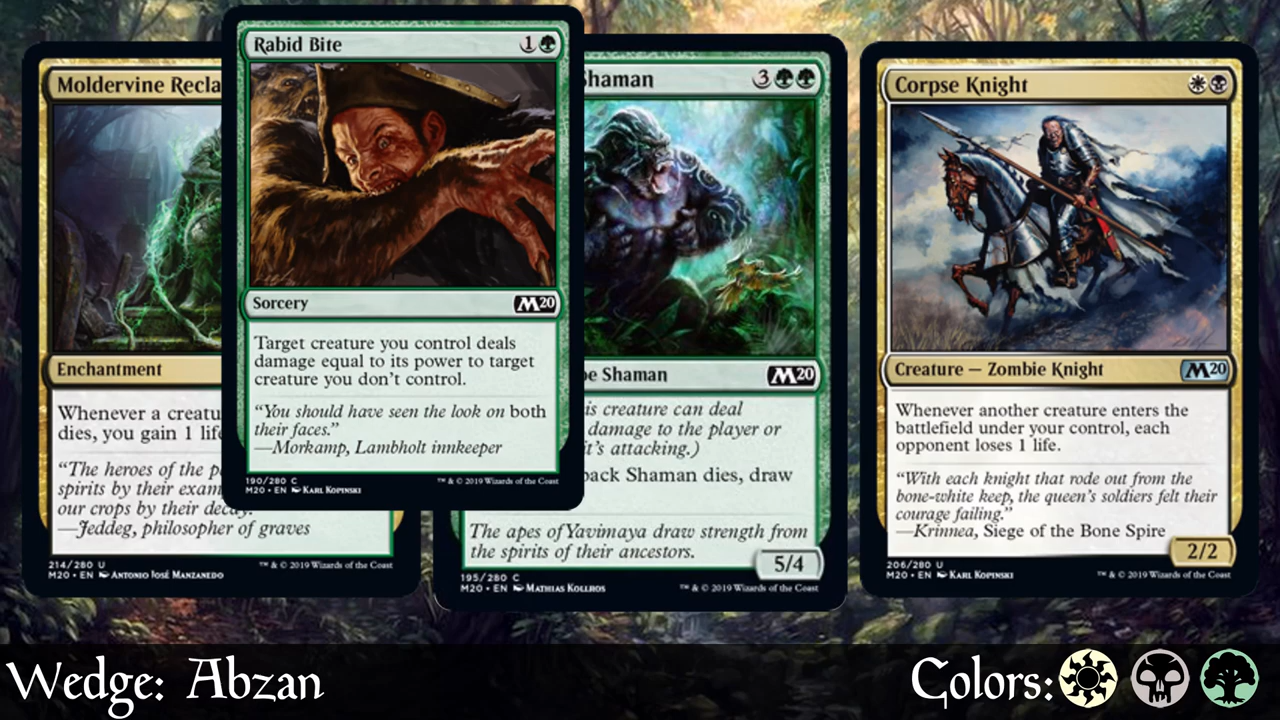 Moldervine Recla
Enchantment
Whenever a creatu
dies, you gain 1 life
“The heroes of the p
spirits by their exam
our crops by their decay.
—Jeddeg, philosopher of graves
214/280 U
M20 • EN Antonio José Manzanedo
™ & © 2019 Wizards of the Coast
Rabid Bite 1
Sorcery M20
Target creature you control deals
damage equal to its power to target
creature you don’t control.
“You should have seen the look on both
their faces.”
—Morkamp, Lambholt innkeeper
190/280 C
M20 • EN Karl Kopinski
™ & © 2019 Wizards of the Coast
Shaman 3
pe Shaman M20
is creature can deal
damage to the player or
it’s attacking.)
back Shaman dies, draw
The apes of Yavimaya draw strength from
the spirits of their ancestors.
5/4
195/280 C
M20 • EN Mathias Kollros
™ & © 2019 Wizards of the Coast
Corpse Knight
Creature — Zombie Knight M20
Whenever another creature enters the
battlefield under your control, each
opponent loses 1 life.
“With each knight that rode out from the
bone-white keep, the queen’s soldiers felt their
courage failing.”
—Krinnea, Siege of the Bone Spire
2/2
206/280 U
M20 • EN Karl Kopinski
™ & © 2019 Wizards of the Coast
Wedge: Abzan
Colors: